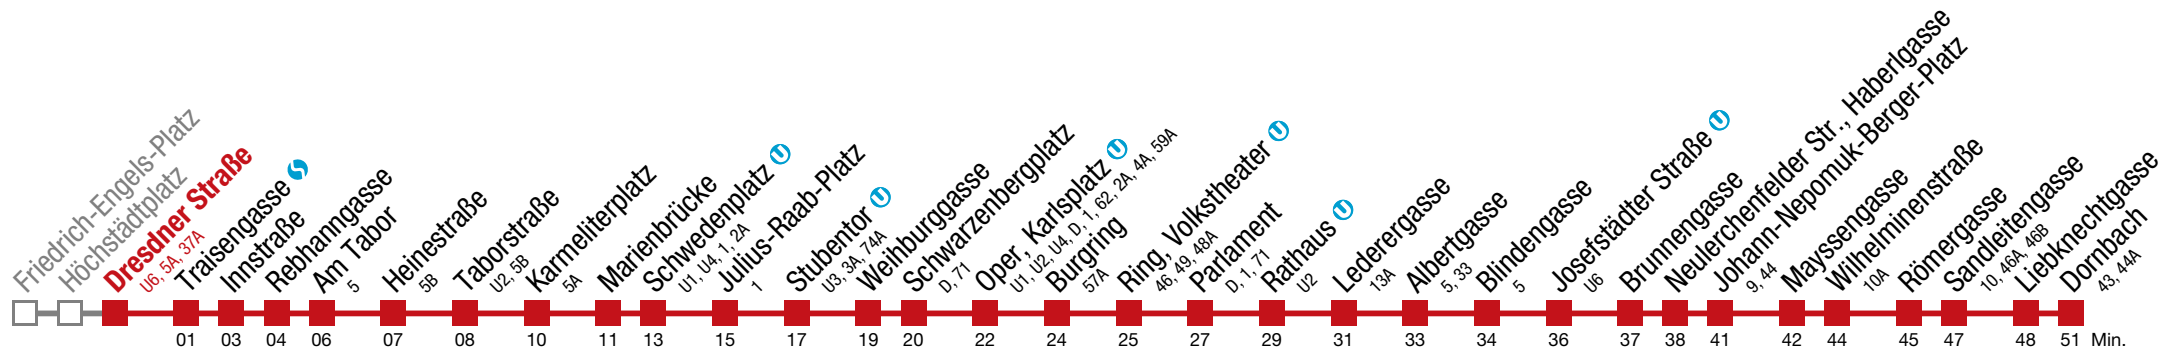 Friedrich-Engels-Platz
Höchstädtplatz
Dresdner Straße
U6, 5A, 37A
Traisengasse
Innstraße
Rebhanngasse
Am Tabor
5
Heinestraße
5B
Taborstraße
U2, 5B
Karmeliterplatz
5A
Marienbrücke
Schwedenplatz U
U1, U4, 1, 2A
Julius-Raab-Platz
1
Stubentor U
U3, 3A, 74A
Weihburggasse
Schwarzenbergplatz
D, 71
Oper, Karlsplatz U
U1, U2, U4, D, 1, 62, 2A, 4A, 59A
Burgring
57A
Ring, Volkstheater U
46, 49, 48A
Parlament
D, 1, 71
Rathaus U
U2
Lederergasse
13A
Albertgasse
5, 33
Blindengasse
5
Josefstädter Straße U
U6
Brunnengasse
Neulerchenfelder Str., Haberlgasse
Johann-Nepomuk-Berger-Platz
9, 44
Mayssengasse
Wilhelminenstraße
10A
Römergasse
Sandleitengasse
10, 46A, 46B
Liebknechtgasse
Dornbach
43, 44A
01 03 04 06 07 08 10 11 13 15 17 19 20 22 24 25 27 29 31 33 34 36 37 38 41 42 44 45 47 48 51 Min.